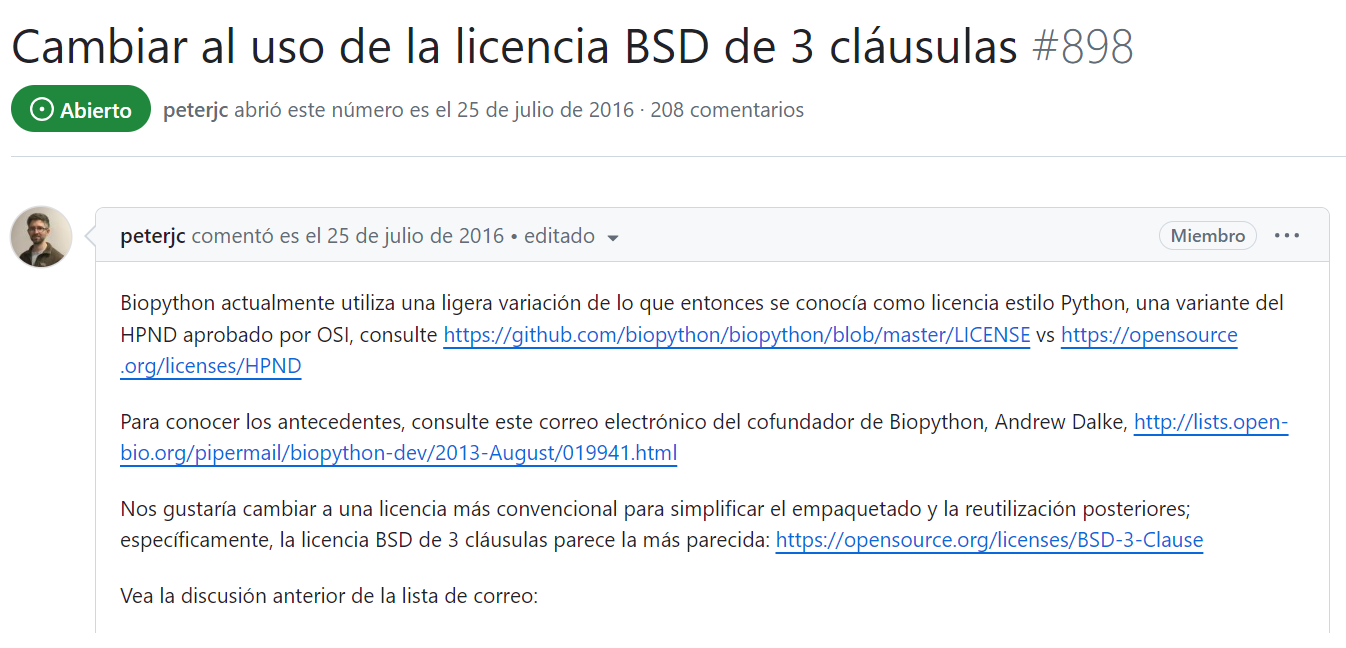 Cambiar al uso de la licencia BSD de 3 cláusulas #898
Abierto peterjc abrió este número es el 25 de julio de 2016 · 208 comentarios
peterjc comentó es el 25 de julio de 2016 • editado Miembro ···
Biopython actualmente utiliza una ligera variación de lo que entonces se conocía como licencia estilo Python, una variante del
HPND aprobado por OSI, consulte https://github.com/biopython/biopython/blob/master/LICENSE vs https://opensource
.org/licenses/HPND
Para conocer los antecedentes, consulte este correo electrónico del cofundador de Biopython, Andrew Dalke, http://lists.open-
bio.org/pipermail/biopython-dev/2013-August/019941.html
Nos gustaría cambiar a una licencia más convencional para simplificar el empaquetado y la reutilización posteriores;
específicamente, la licencia BSD de 3 cláusulas parece la más parecida: https://opensource.org/licenses/BSD-3-Clause
Vea la discusión anterior de la lista de correo: